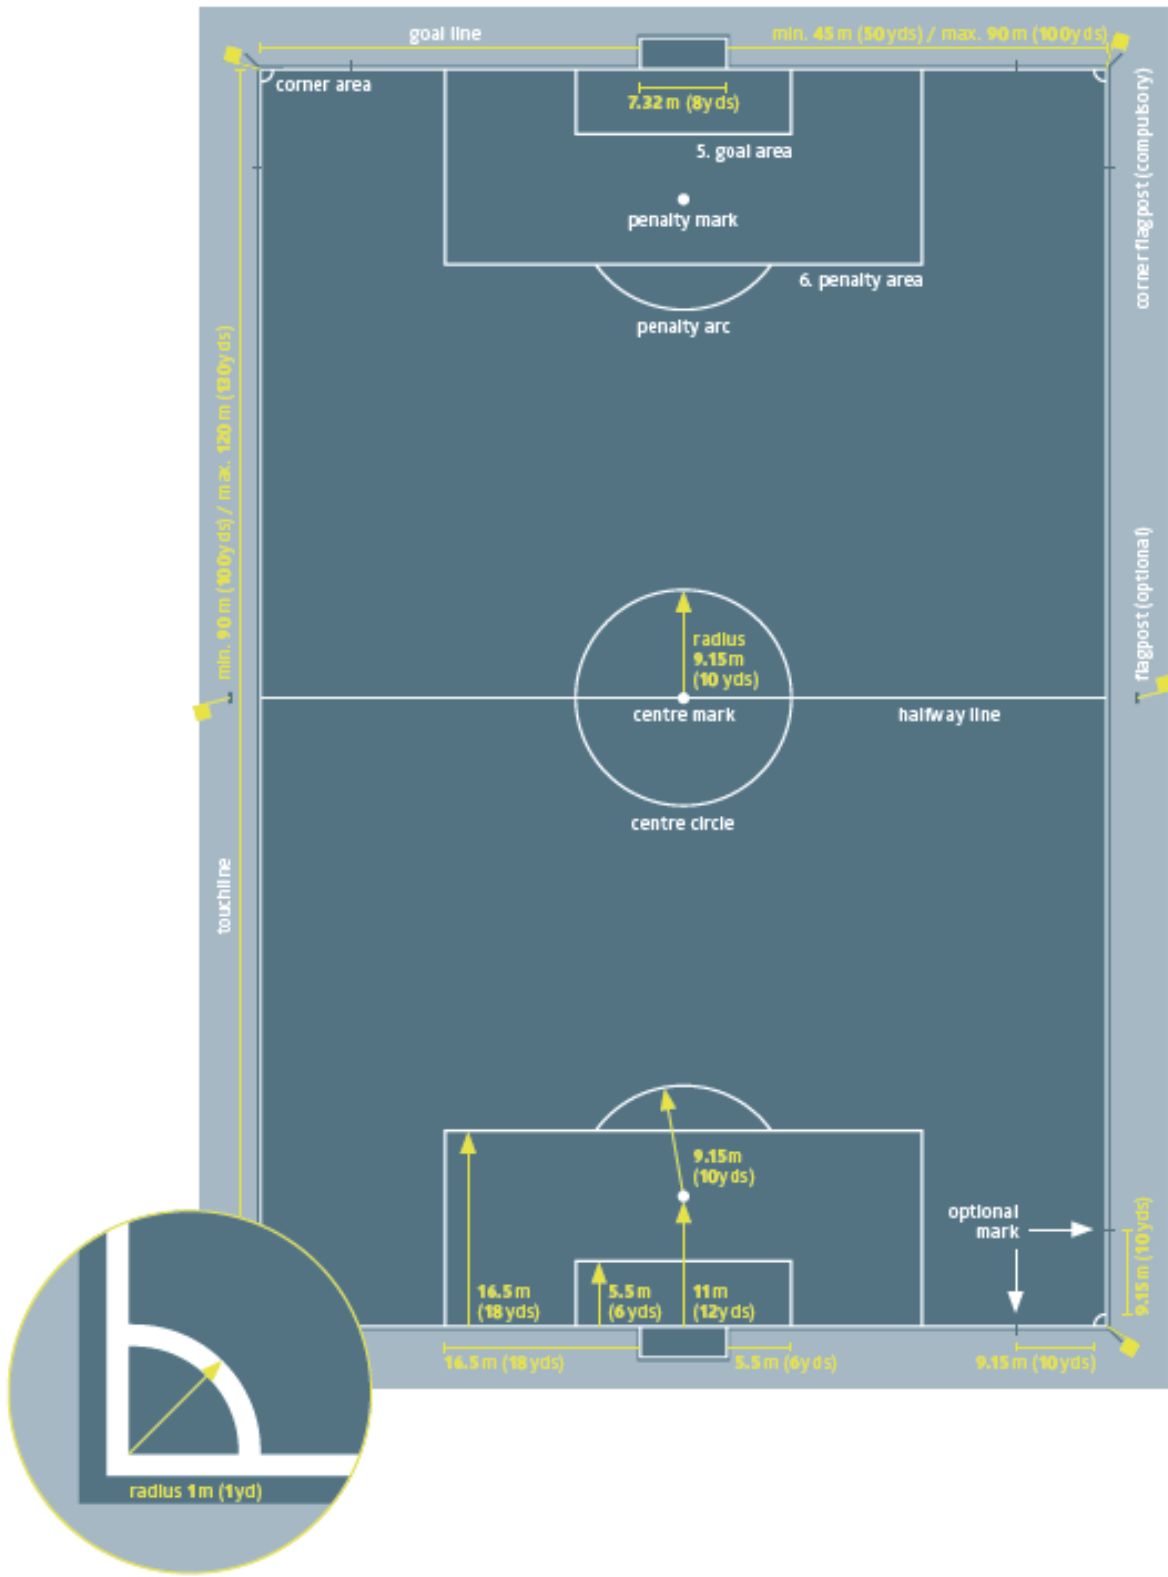 goal line
min. 45 m (50 yds) / max. 90 m (100 yds)
corner area
7.32 m (8 yds)
5. goal area
penalty mark
6. penalty area
penalty arc
corner flagpost (compulsory)
min. 90 m (100 yds) / max. 120 m (130 yds)
flagpost (optional)
radius
9.15 m
(10 yds)
centre mark
halfway line
centre circle
touchline
9.15 m
(10 yds)
optional
mark
9.15 m (10 yds)
16.5 m
(18 yds)
5.5 m
(6 yds)
11 m
(12 yds)
16.5 m (18 yds)
5.5 m (6 yds)
9.15 m (10 yds)
radius 1 m (1 yd)